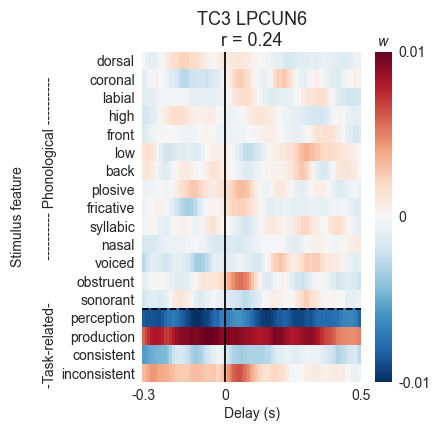 TC3 LPCUN6
r = 0.24
w
dorsal
coronal
labial
high
front
low
back
plosive
fricative
syllabic
nasal
voiced
obstruent
sonorant
perception
production
consistent
inconsistent
Stimulus feature
----------- Phonological -----------
-Task-related-
0.01
0
-0.01
-0.3
0
0.5
Delay (s)